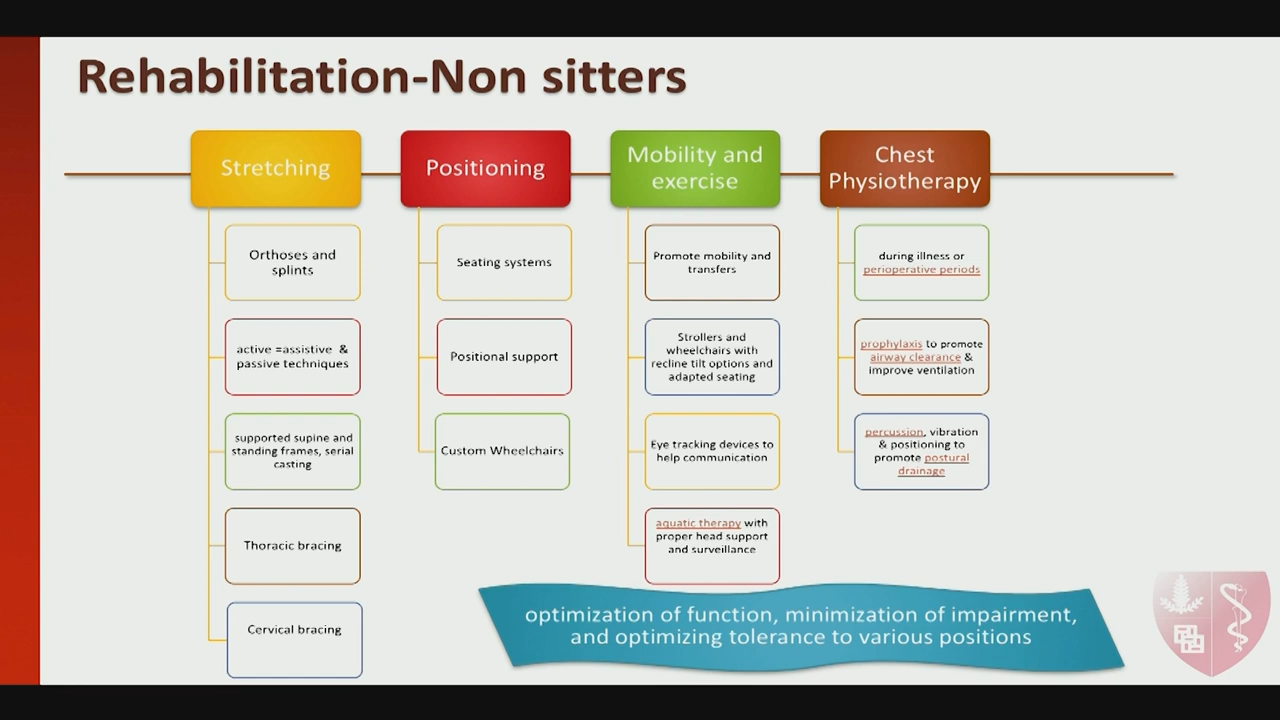 Rehabilitation-Non sitters
Stretching
Orthoses and
splints
active =assistive &
passive techniques
supported supine and
standing frames, serial
casting
Thoracic bracing
Cervical bracing
Positioning
Seating systems
Positional support
Custom Wheelchairs
Mobility and
exercise
Promote mobility and
transfers
Strollers and
wheelchairs with
recline tilt options and
adapted seating
Eye tracking devices to
help communication
aquatic therapy with
proper head support
and surveillance
Chest
Physiotherapy
during illness or
perioperative periods
prophylaxis to promote
airway clearance &
improve ventilation
percussion, vibration
& positioning to
promote postural
drainage
optimization of function, minimization of impairment,
and optimizing tolerance to various positions